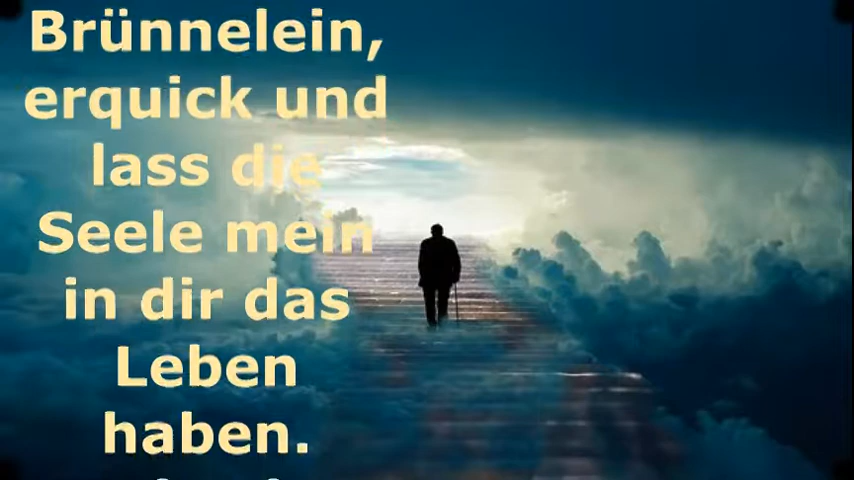 Brünnelein,
erquick und
lass die
Seele mein
in dir das
Leben
haben.